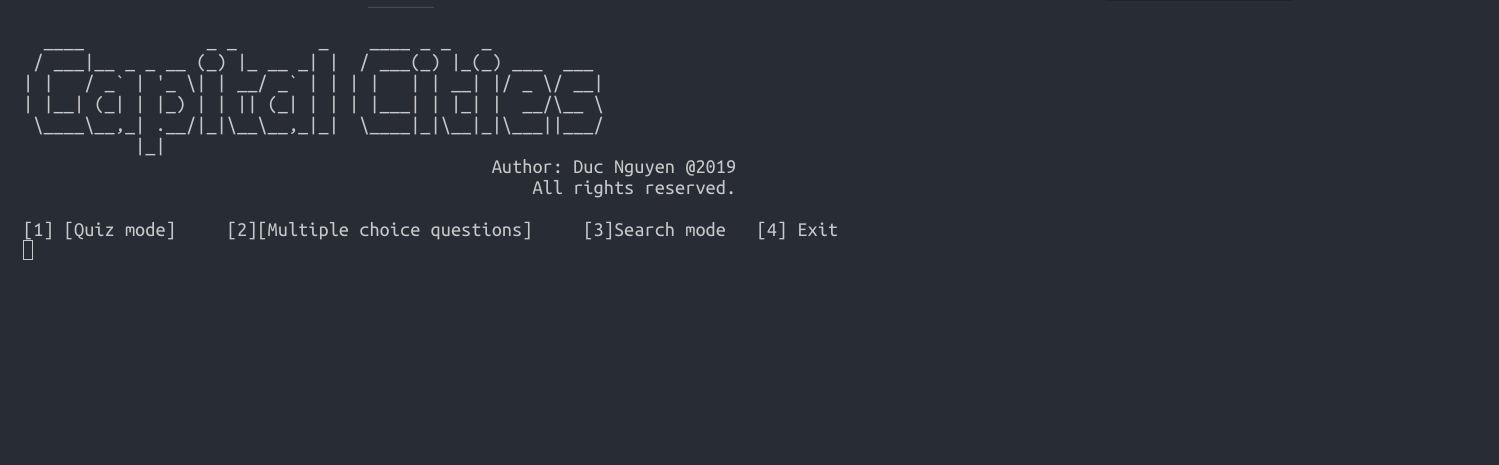 Capital Cities
Author: Duc Nguyen @2019
All rights reserved.
[1] [Quiz mode]     [2][Multiple choice questions]     [3]Search mode   [4] Exit